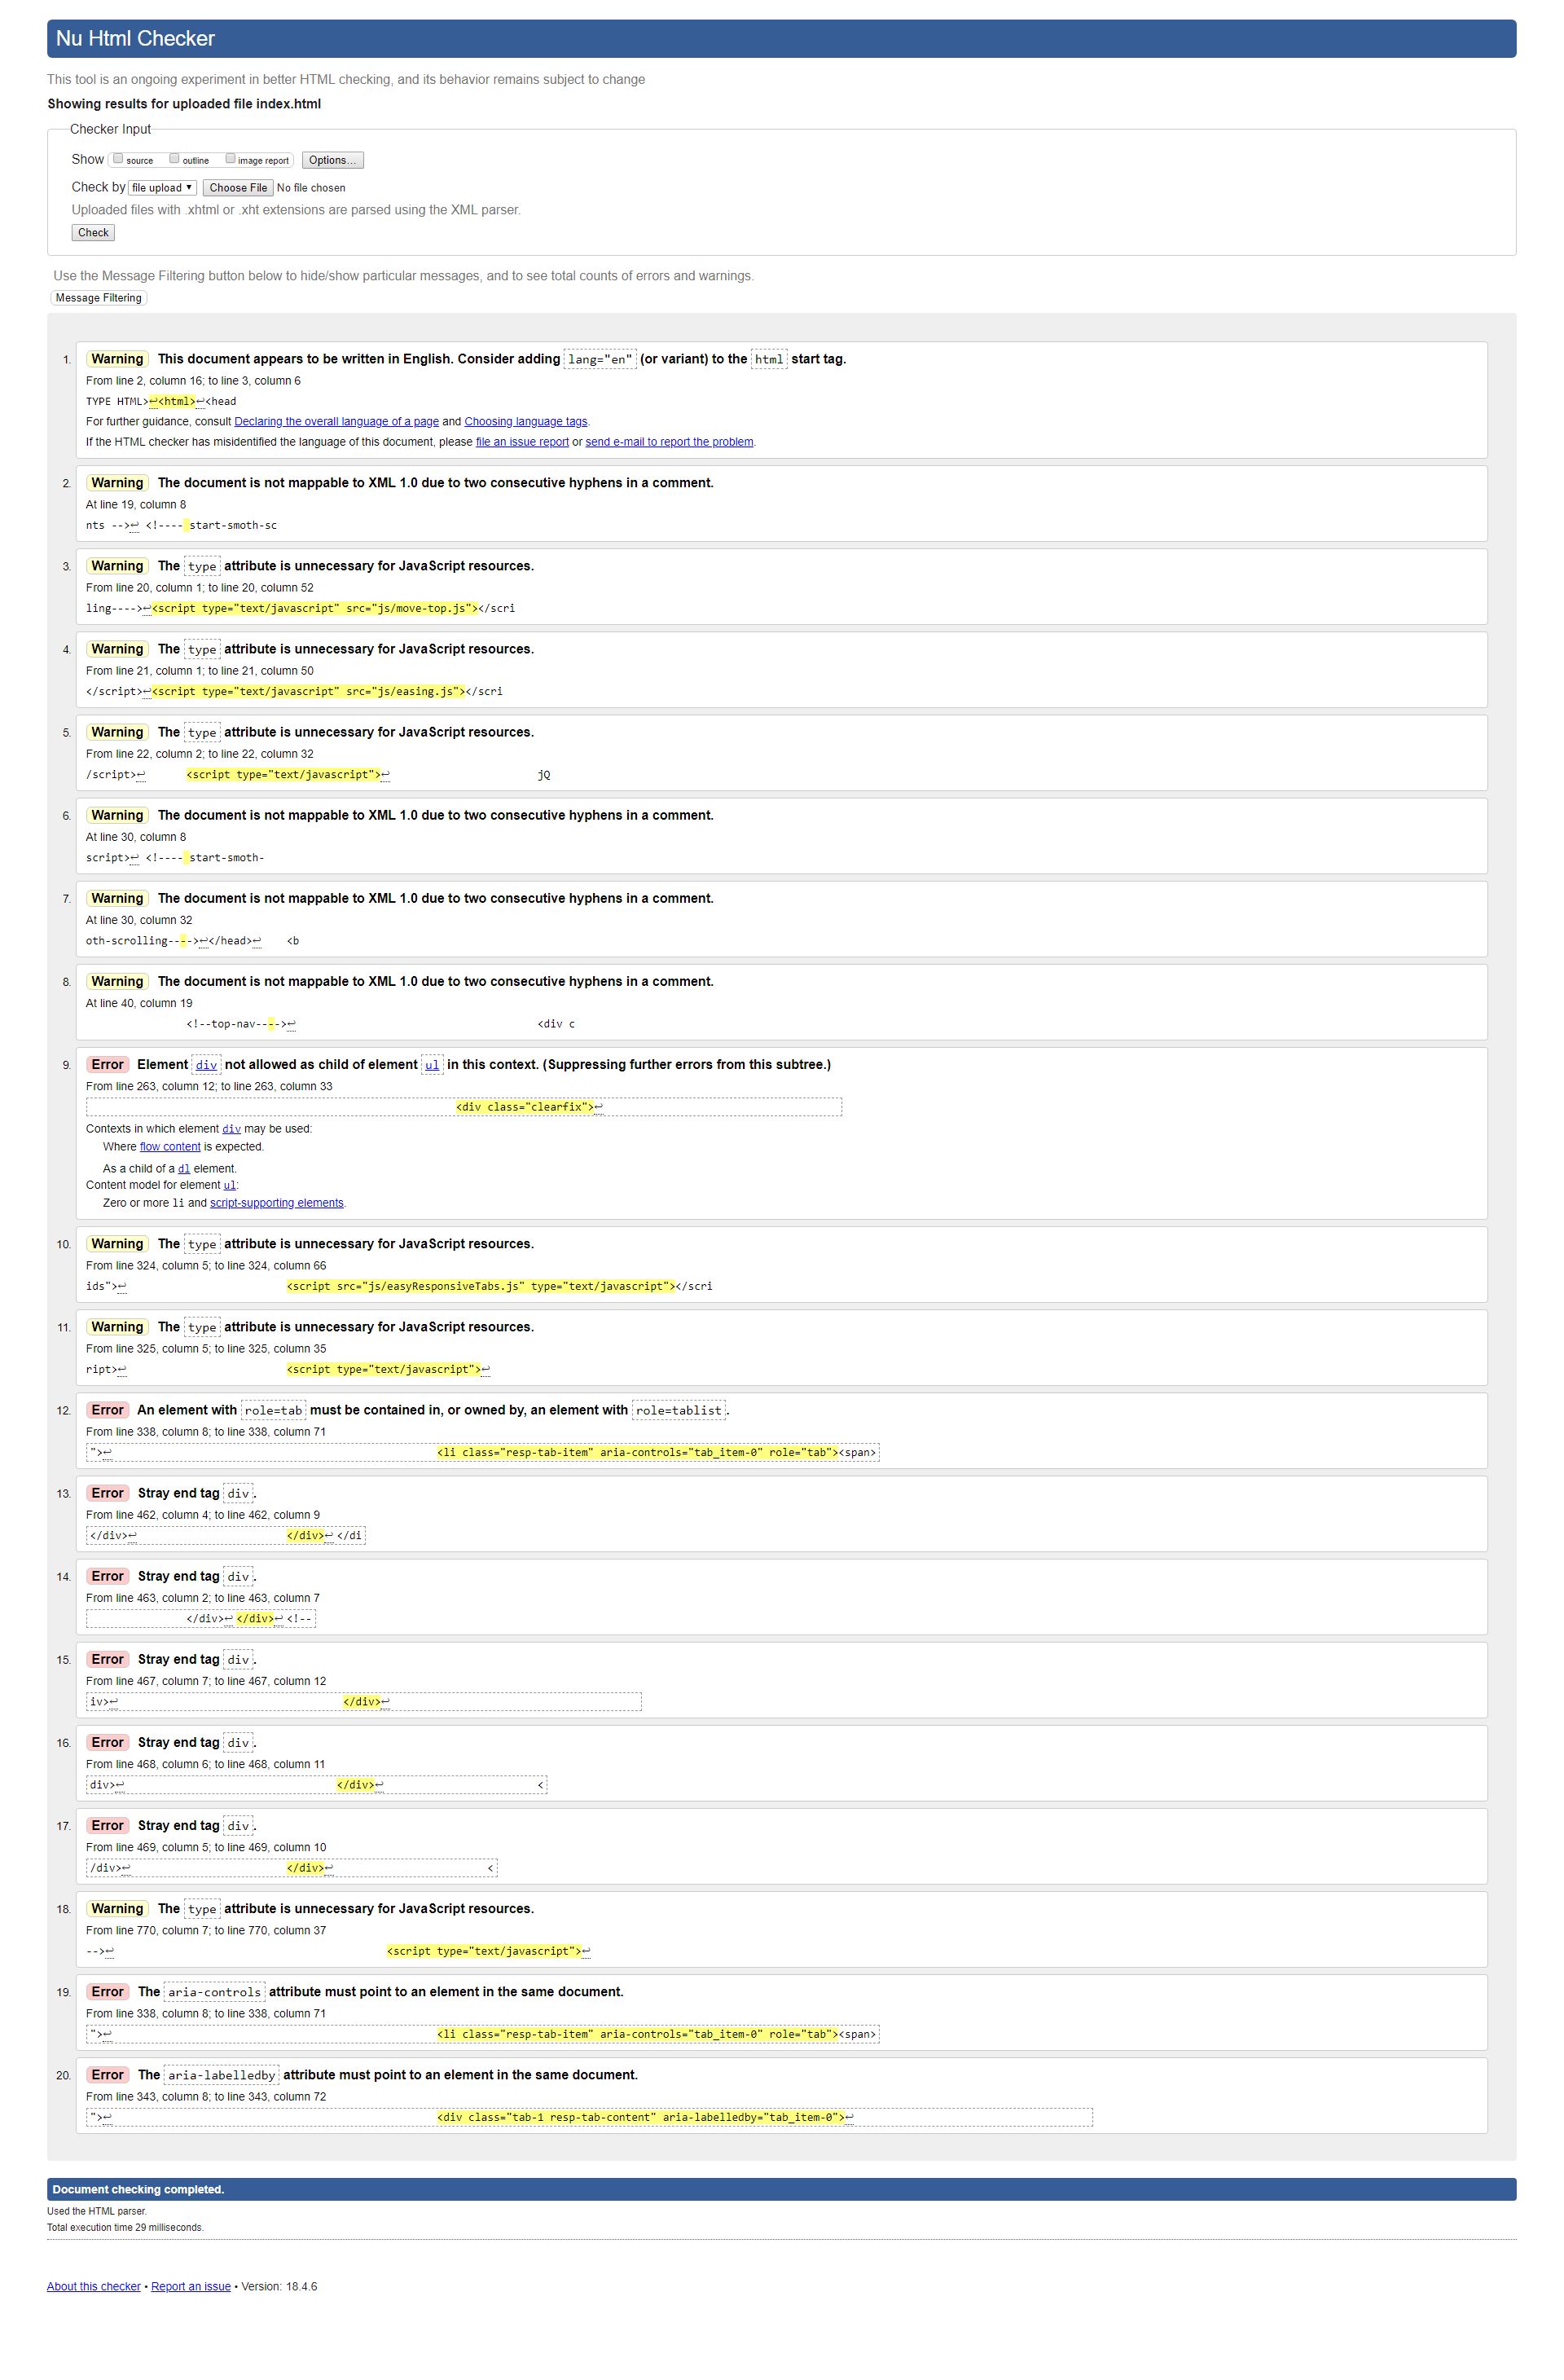 Nu Html Checker
This tool is an ongoing experiment in better HTML checking, and its behavior remains subject to change
Showing results for uploaded file index.html
Checker Input
Show source outline image report Options...
Check by file upload ▼ Choose File No file chosen
Uploaded files with .xhtml or .xht extensions are parsed using the XML parser.
Check
Use the Message Filtering button below to hide/show particular messages, and to see total counts of errors and warnings.
Message Filtering
1. Warning This document appears to be written in English. Consider adding lang="en" (or variant) to the html start tag.
From line 2, column 16; to line 3, column 6
TYPE HTML>↩<html>↩<head
For further guidance, consult Declaring the overall language of a page and Choosing language tags.
If the HTML checker has misidentified the language of this document, please file an issue report or send e-mail to report the problem.
2. Warning The document is not mappable to XML 1.0 due to two consecutive hyphens in a comment.
At line 19, column 8
nts -->↩ <!---- start-smoth-sc
3. Warning The type attribute is unnecessary for JavaScript resources.
From line 20, column 1; to line 20, column 52
ling---->↩<script type="text/javascript" src="js/move-top.js"></scri
4. Warning The type attribute is unnecessary for JavaScript resources.
From line 21, column 1; to line 21, column 50
</script>↩<script type="text/javascript" src="js/easing.js"></scri
5. Warning The type attribute is unnecessary for JavaScript resources.
From line 22, column 2; to line 22, column 32
/script>↩ <script type="text/javascript">↩ jQ
6. Warning The document is not mappable to XML 1.0 due to two consecutive hyphens in a comment.
At line 30, column 8
script>↩ <!---- start-smoth-
7. Warning The document is not mappable to XML 1.0 due to two consecutive hyphens in a comment.
At line 30, column 32
oth-scrolling---->↩</head>↩ <b
8. Warning The document is not mappable to XML 1.0 due to two consecutive hyphens in a comment.
At line 40, column 19
<!--top-nav---->↩ <div c
9. Error Element div not allowed as child of element ul in this context. (Suppressing further errors from this subtree.)
From line 263, column 12; to line 263, column 33
<div class="clearfix">↩
Contexts in which element div may be used:
Where flow content is expected.
As a child of a dl element.
Content model for element ul:
Zero or more li and script-supporting elements.
10. Warning The type attribute is unnecessary for JavaScript resources.
From line 324, column 5; to line 324, column 66
ids">↩ <script src="js/easyResponsiveTabs.js" type="text/javascript"></scri
11. Warning The type attribute is unnecessary for JavaScript resources.
From line 325, column 5; to line 325, column 35
ript>↩ <script type="text/javascript">↩
12. Error An element with role=tab must be contained in, or owned by, an element with role=tablist.
From line 338, column 8; to line 338, column 71
">↩ <li class="resp-tab-item" aria-controls="tab_item-0" role="tab"><span>
13. Error Stray end tag div.
From line 462, column 4; to line 462, column 9
</div>↩ </div>↩ </di
14. Error Stray end tag div.
From line 463, column 2; to line 463, column 7
</div>↩ </div>↩ <!--
15. Error Stray end tag div.
From line 467, column 7; to line 467, column 12
iv>↩ </div>↩
16. Error Stray end tag div.
From line 468, column 6; to line 468, column 11
div>↩ </div>↩ <
17. Error Stray end tag div.
From line 469, column 5; to line 469, column 10
/div>↩ </div>↩ <
18. Warning The type attribute is unnecessary for JavaScript resources.
From line 770, column 7; to line 770, column 37
-->↩ <script type="text/javascript">↩
19. Error The aria-controls attribute must point to an element in the same document.
From line 338, column 8; to line 338, column 71
">↩ <li class="resp-tab-item" aria-controls="tab_item-0" role="tab"><span>
20. Error The aria-labelledby attribute must point to an element in the same document.
From line 343, column 8; to line 343, column 72
">↩ <div class="tab-1 resp-tab-content" aria-labelledby="tab_item-0">↩
Document checking completed.
Used the HTML parser.
Total execution time 29 milliseconds.
About this checker • Report an issue • Version: 18.4.6